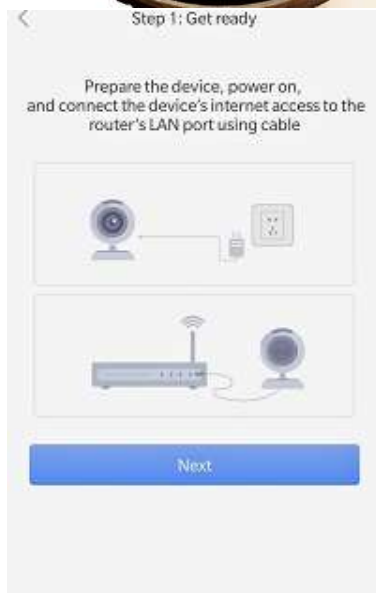 Step 1: Get ready
Prepare the device, power on,
and connect the device's internet access to the
router's LAN port using cable
Next